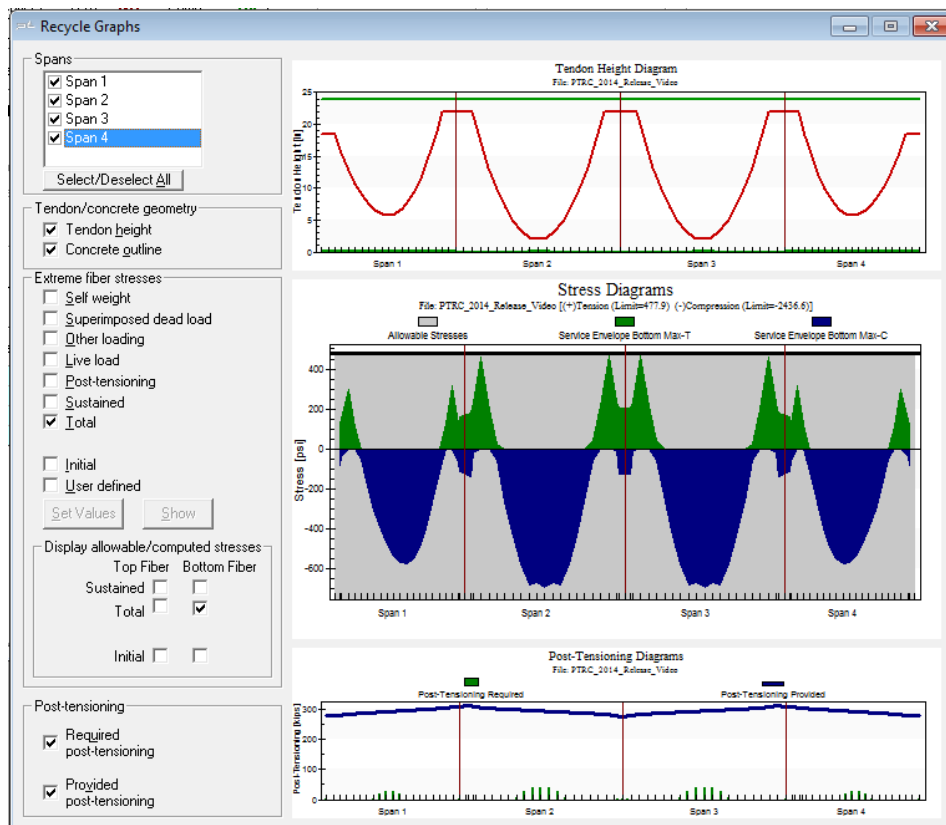 Recycle Graphs
Spans
Span 1
Span 2
Span 3
Span 4
Select/Deselect All
Tendon/concrete geometry
Tendon height
Concrete outline
Extreme fiber stresses
Self weight
Superimposed dead load
Other loading
Live load
Post-tensioning
Sustained
Total
Initial
User defined
Set Values Show
Display allowable/computed stresses
Top Fiber Bottom Fiber
Sustained
Total
Initial
Post-tensioning
Required
post-tensioning
Provided
post-tensioning
Tendon Height Diagram
File: PTRC_2014_Release_Video
Tendon Height [in]
25
20
15
10
5
0
Span 1 Span 2 Span 3 Span 4
Stress Diagrams
File: PTRC_2014_Release_Video [(+)Tension (Limit=477.9) (-)Compression (Limit=-2436.6)]
Allowable Stresses Service Envelope Bottom Max-T Service Envelope Bottom Max-C
Stress [psi]
400
200
0
-200
-400
-600
Span 1 Span 2 Span 3 Span 4
Post-Tensioning Diagrams
File: PTRC_2014_Release_Video
Post-Tensioning Required Post-Tensioning Provided
Post-Tensioning [kips]
300
200
100
0
Span 1 Span 2 Span 3 Span 4